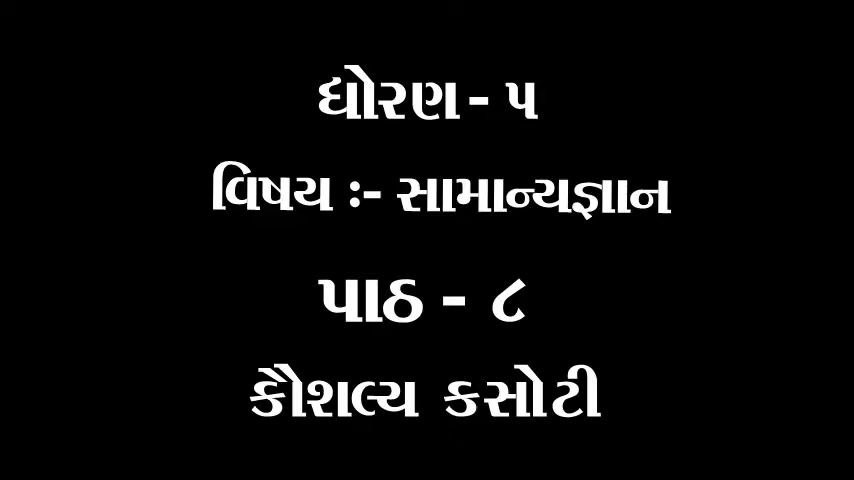 ધોરણ - ૫
વિષય ઃ- સામાન્યજ્ઞાન
પાઠ - ૮
કૌશલ્ય કસોટી